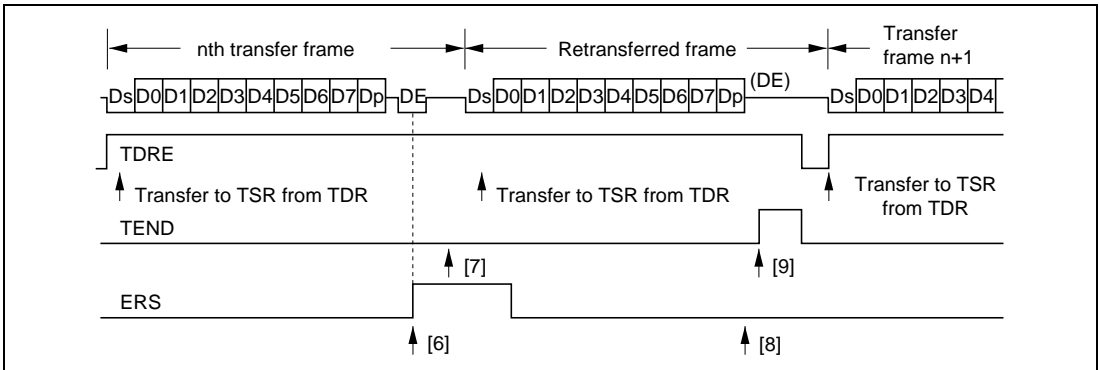 nth transfer frame
Retransferred frame
Transfer
frame n+1
Ds D0 D1 D2 D3 D4 D5 D6 D7 Dp DE Ds D0 D1 D2 D3 D4 D5 D6 D7 Dp (DE) Ds D0 D1 D2 D3 D4
TDRE
Transfer to TSR from TDR
Transfer to TSR from TDR
Transfer to TSR
from TDR
TEND
[7]
[9]
ERS
[6]
[8]